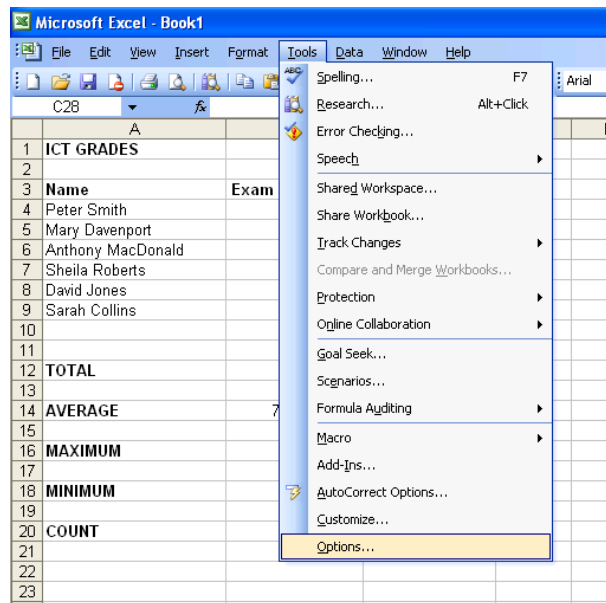 Microsoft Excel - Book1
File Edit View Insert Format Tools Data Window Help
Arial
C28 fx
A
1 ICT GRADES
2
3 Name Exam
4 Peter Smith
5 Mary Davenport
6 Anthony MacDonald
7 Sheila Roberts
8 David Jones
9 Sarah Collins
10
11
12 TOTAL
13
14 AVERAGE 7
15
16 MAXIMUM
17
18 MINIMUM
19
20 COUNT
21
22
23
ABC Spelling... F7
Research... Alt+Click
Error Checking...
Speech
Shared Workspace...
Share Workbook...
Track Changes
Compare and Merge Workbooks...
Protection
Online Collaboration
Goal Seek...
Scenarios...
Formula Auditing
Macro
Add-Ins...
AutoCorrect Options...
Customize...
Options...